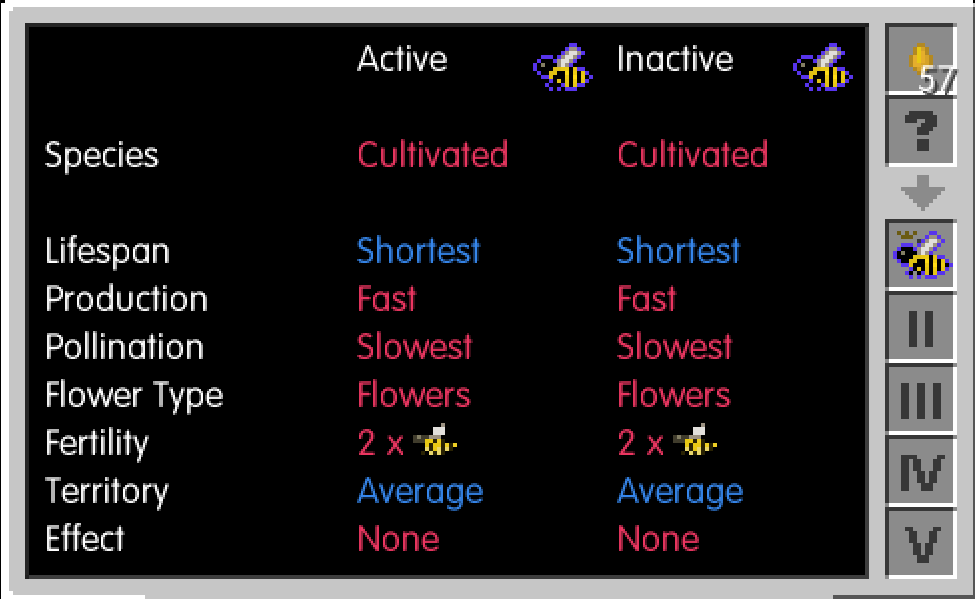 Active Inactive
57
?
Species Cultivated Cultivated
Lifespan Shortest Shortest
II
Production Fast Fast
Pollination Slowest Slowest
III
Flower Type Flowers Flowers
Fertility 2 x 2 x
IV
Territory Average Average
Effect None None
V